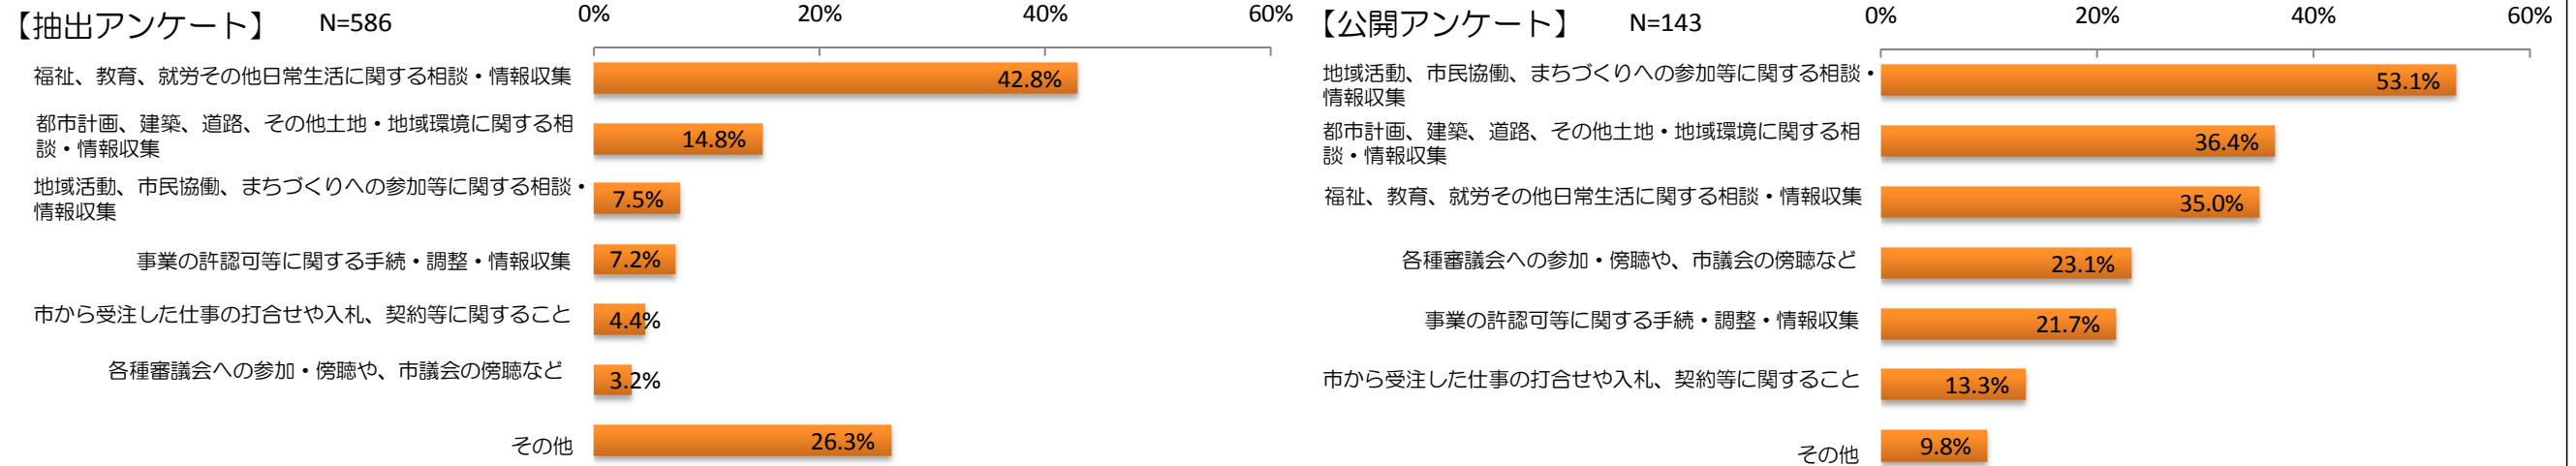 【抽出アンケート】 N=586
0% 20% 40% 60%
福祉、教育、就労その他日常生活に関する相談・情報収集
42.8%
都市計画、建築、道路、その他土地・地域環境に関する相
談・情報収集
14.8%
地域活動、市民協働、まちづくりへの参加等に関する相談・
情報収集
7.5%
事業の許認可等に関する手続・調整・情報収集
7.2%
市から受注した仕事の打合せや入札、契約等に関すること
4.4%
各種審議会への参加・傍聴や、市議会の傍聴など
3.2%
その他
26.3%
【公開アンケート】 N=143
0% 20% 40% 60%
地域活動、市民協働、まちづくりへの参加等に関する相談・
情報収集
53.1%
都市計画、建築、道路、その他土地・地域環境に関する相
談・情報収集
36.4%
福祉、教育、就労その他日常生活に関する相談・情報収集
35.0%
各種審議会への参加・傍聴や、市議会の傍聴など
23.1%
事業の許認可等に関する手続・調整・情報収集
21.7%
市から受注した仕事の打合せや入札、契約等に関すること
13.3%
その他
9.8%